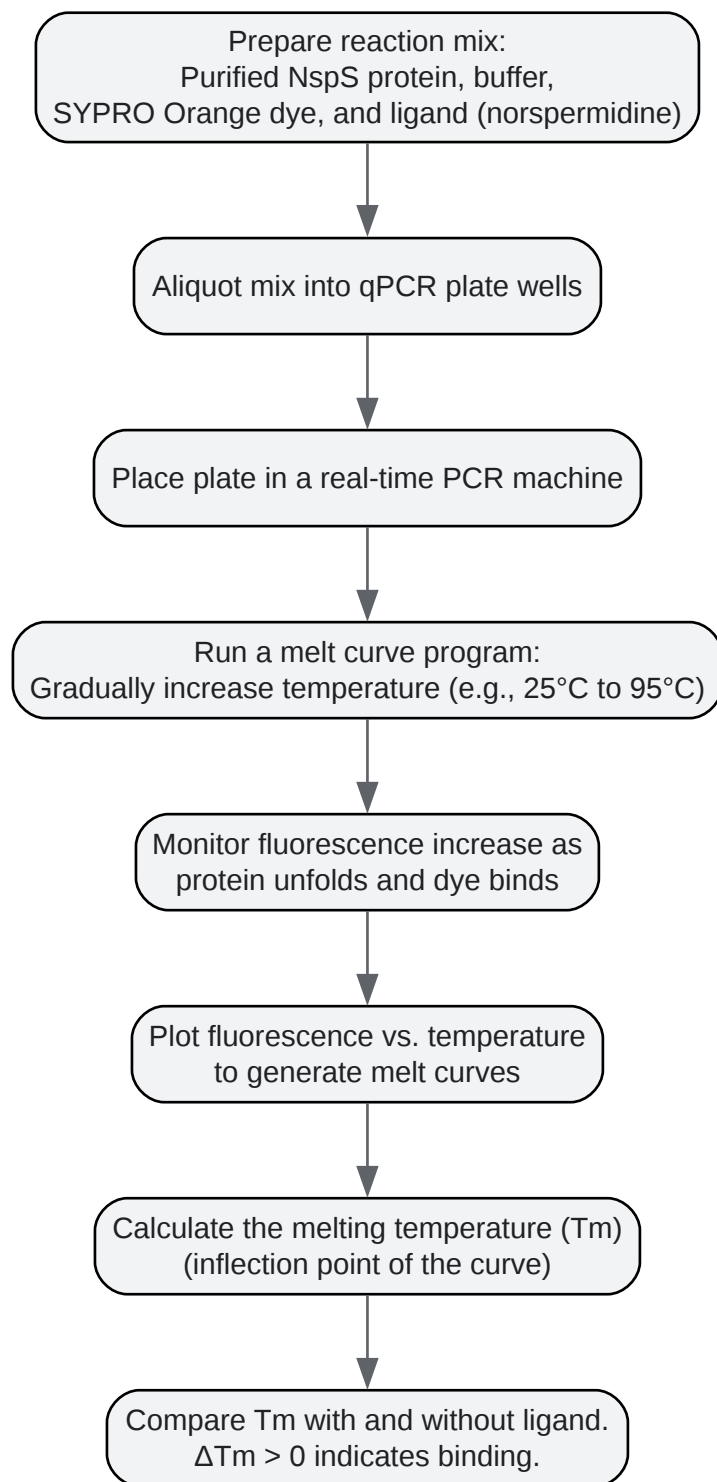 Prepare reaction mix:
Purified NspS protein, buffer,
SYPRO Orange dye, and ligand (norspermidine)
Aliquot mix into qPCR plate wells
Place plate in a real-time PCR machine
Run a melt curve program:
Gradually increase temperature (e.g., 25°C to 95°C)
Monitor fluorescence increase as
protein unfolds and dye binds
Plot fluorescence vs. temperature
to generate melt curves
Calculate the melting temperature (Tm)
(inflection point of the curve)
Compare Tm with and without ligand.
ΔTm > 0 indicates binding.